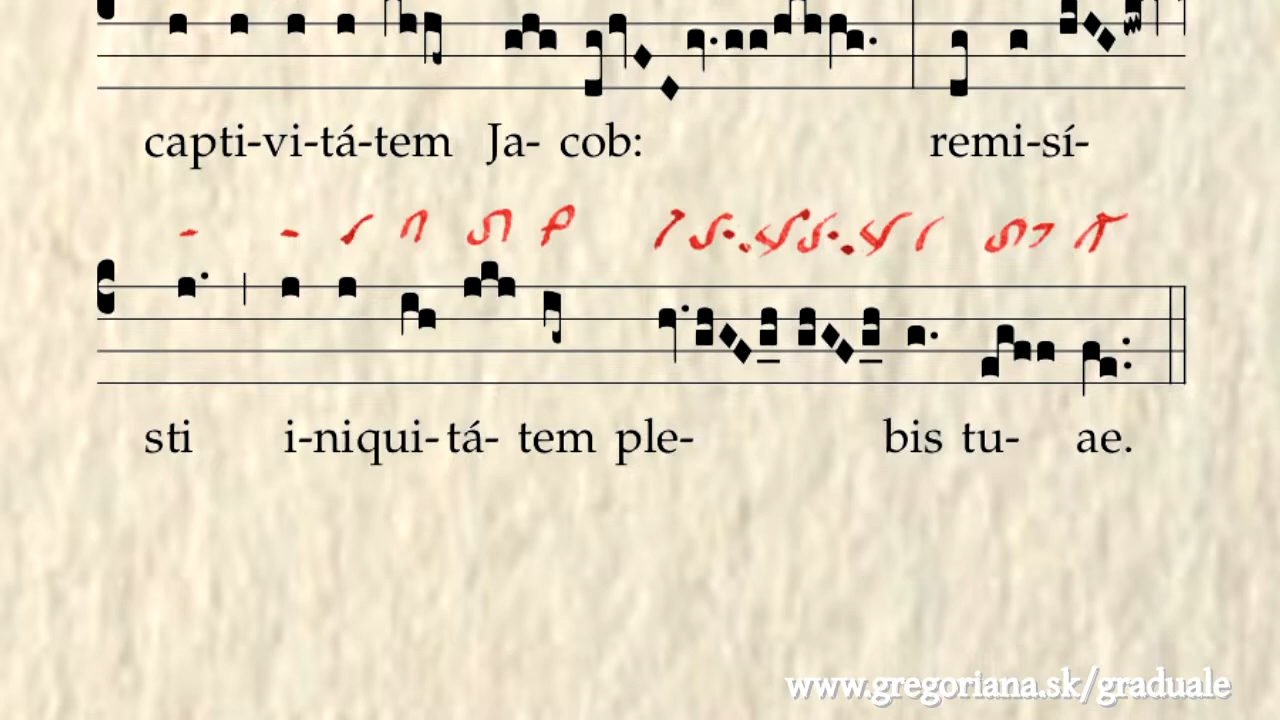 capti-vi-tá-tem Ja- cob: remi-sí-
sti i-niqui-tá- tem ple- bis tu- ae.
www.gregoriana.sk/graduale